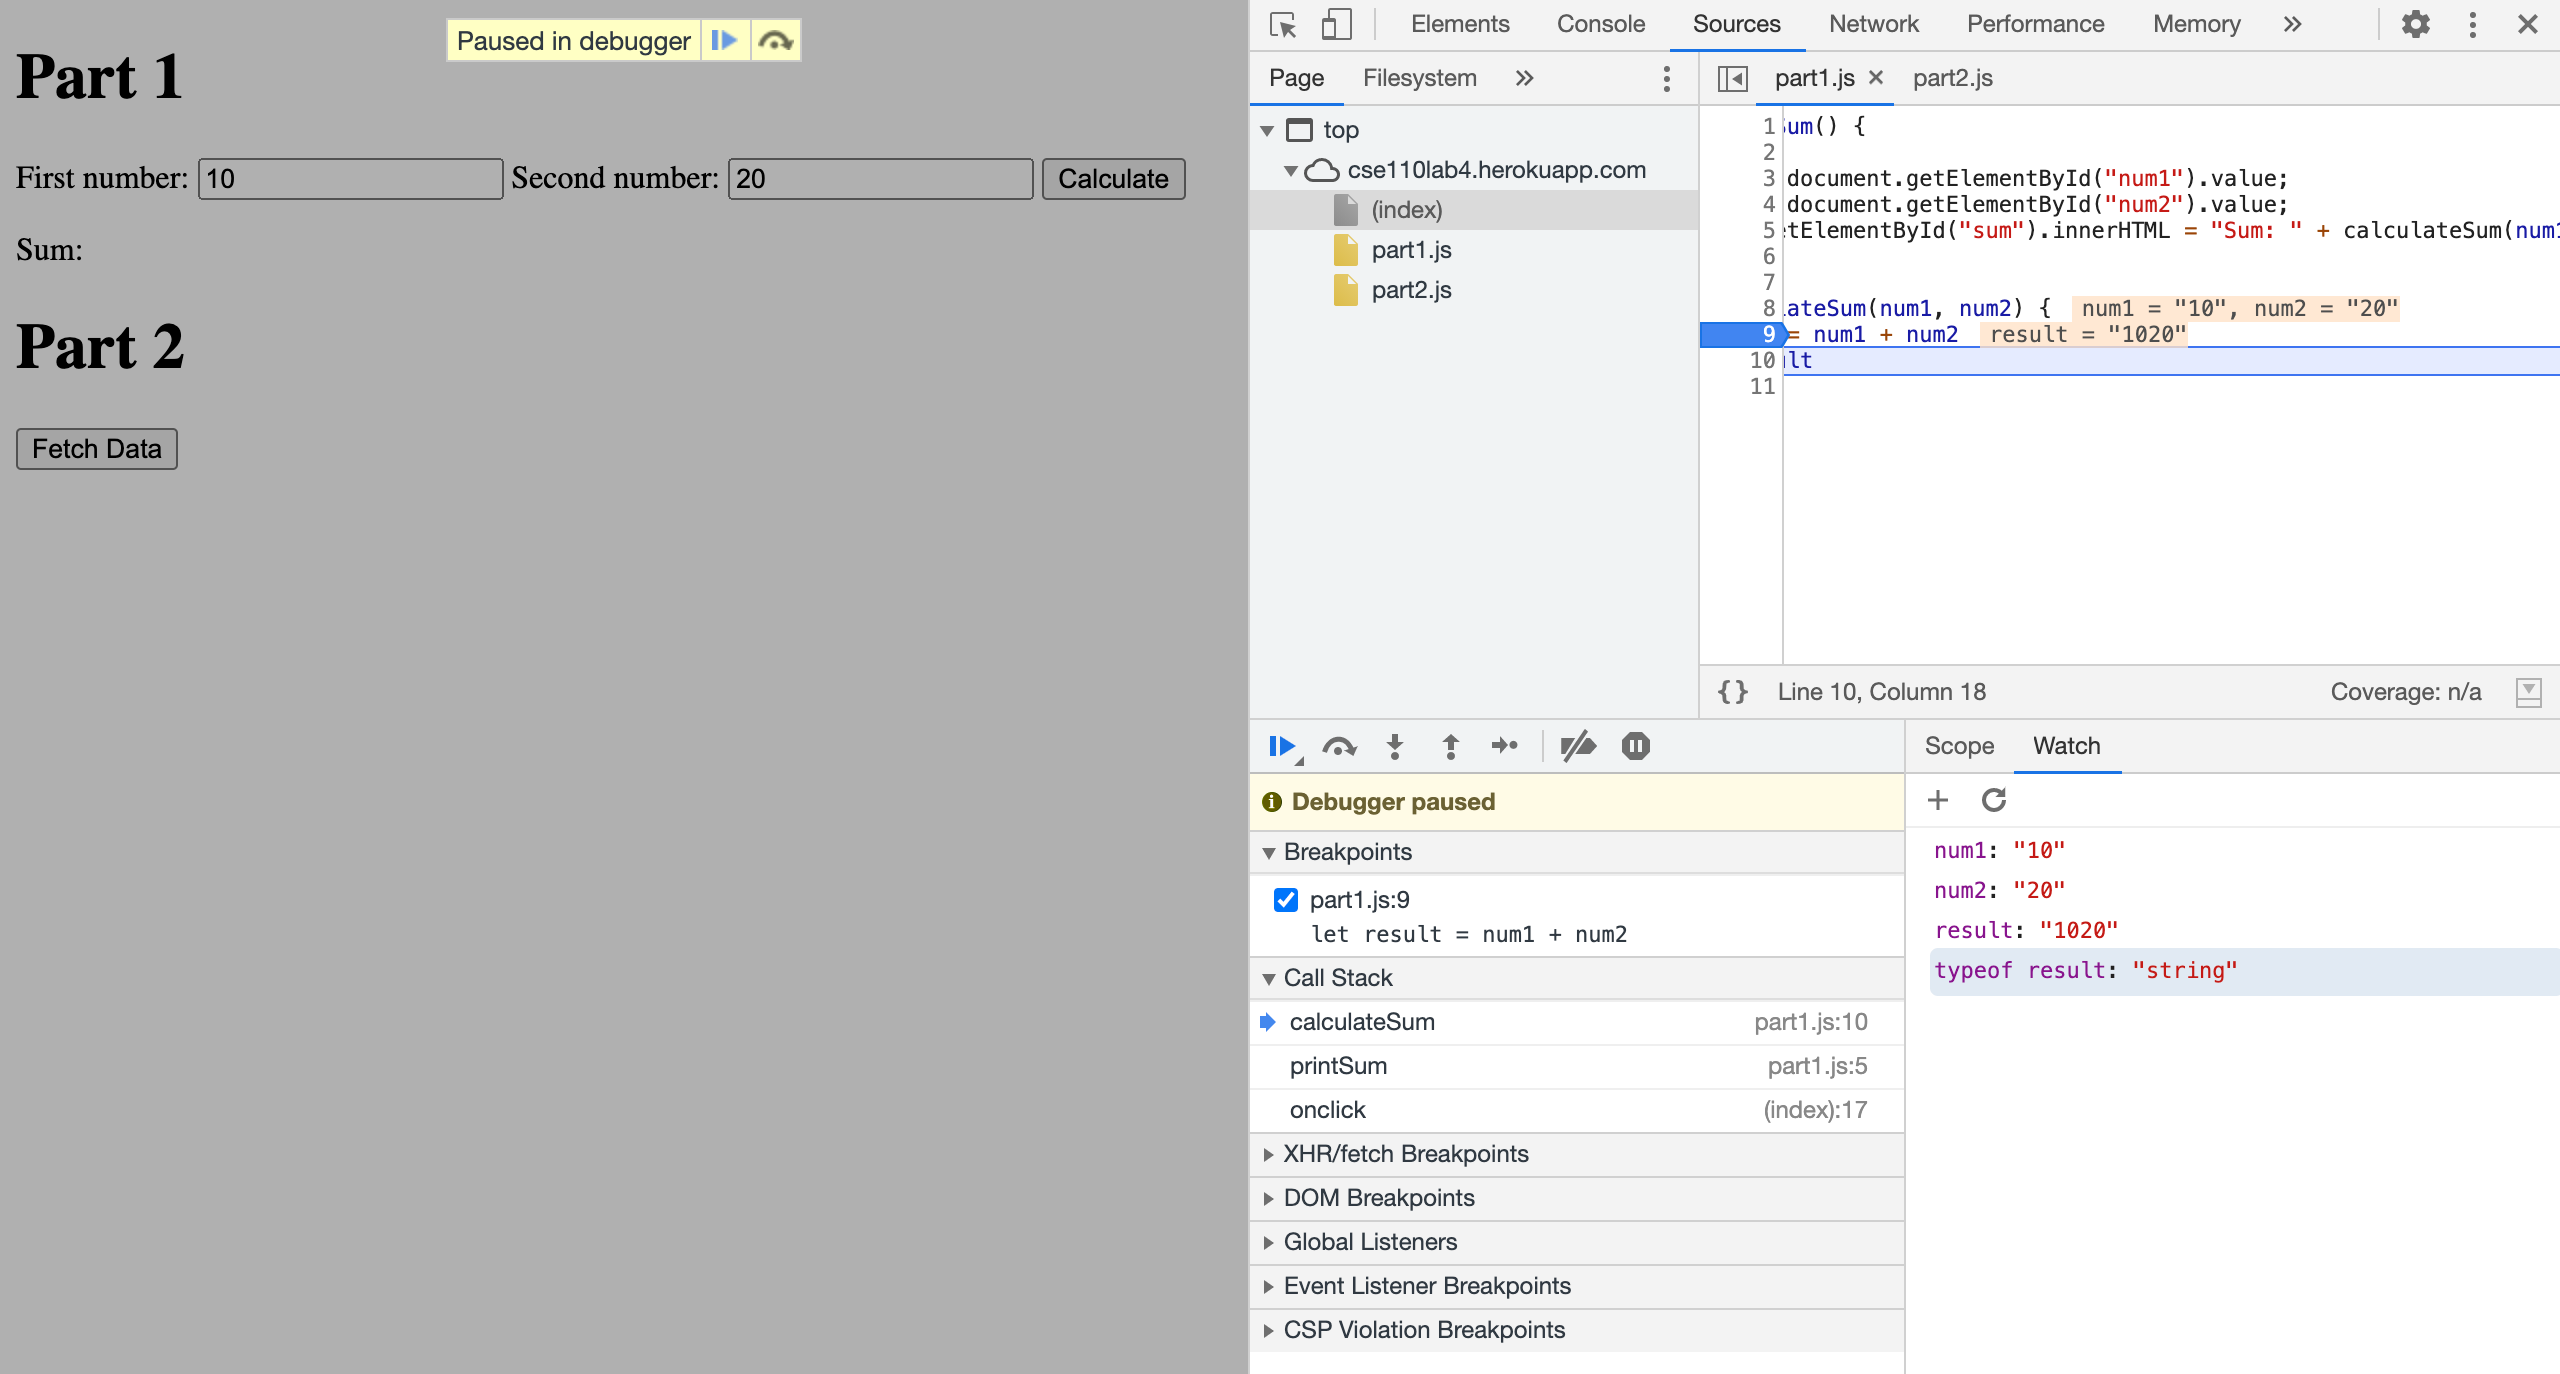 Paused in debugger
Part 1
First number: 10 Second number: 20 Calculate
Sum:
Part 2
Fetch Data
Elements Console Sources Network Performance Memory
Page Filesystem
part1.js part2.js
top
cse110lab4.herokuapp.com
(index)
part1.js
part2.js
1 um() {
2
3 document.getElementById("num1").value;
4 document.getElementById("num2").value;
5 tElementById("sum").innerHTML = "Sum: " + calculateSum(num1
6
7
8 ateSum(num1, num2) { num1 = "10", num2 = "20"
9 = num1 + num2 result = "1020"
10 lt
11
{} Line 10, Column 18 Coverage: n/a
Debugger paused
Breakpoints
part1.js:9
let result = num1 + num2
Call Stack
calculateSum part1.js:10
printSum part1.js:5
onclick (index):17
XHR/fetch Breakpoints
DOM Breakpoints
Global Listeners
Event Listener Breakpoints
CSP Violation Breakpoints
Scope Watch
num1: "10"
num2: "20"
result: "1020"
typeof result: "string"